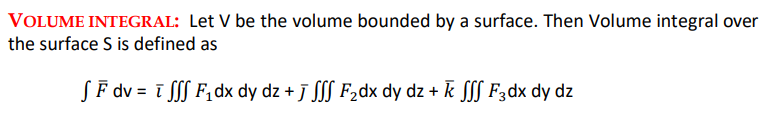 VOLUME INTEGRAL: Let V be the volume bounded by a surface. Then Volume integral over
the surface S is defined as
∫ F̅ dv = i̅ ∭ F₁dx dy dz + j̅ ∭ F₂dx dy dz + k̅ ∭ F₃dx dy dz